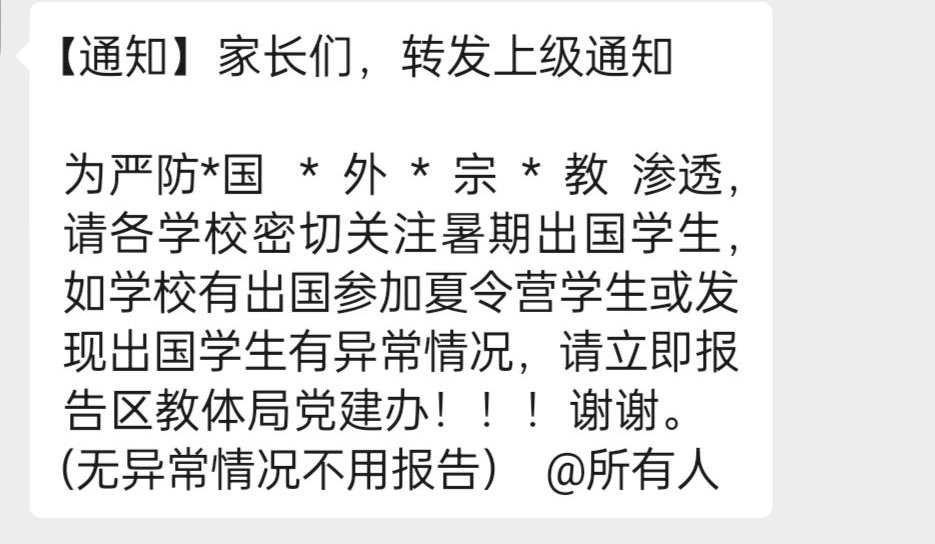 【通知】家长们，转发上级通知
为严防*国 * 外 * 宗 * 教 渗透，
请各学校密切关注暑期出国学生，
如学校有出国参加夏令营学生或发
现出国学生有异常情况，请立即报
告区教体局党建办！！！谢谢。
(无异常情况不用报告） @所有人